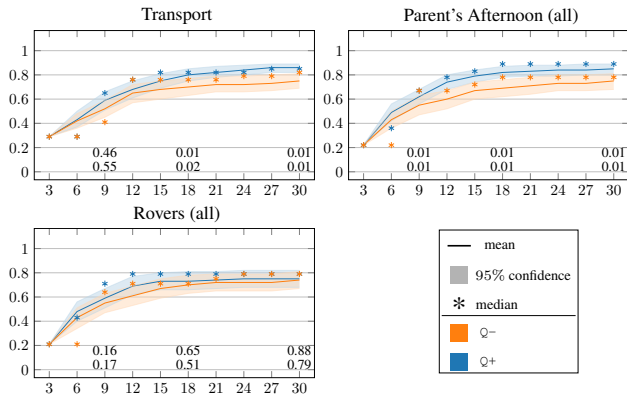 Transport
Parent's Afternoon (all)
1
0.8
0.6
0.4
0.2
0
0.46 0.01 0.01
0.55 0.02 0.01
3 6 9 12 15 18 21 24 27 30
1
0.8
0.6
0.4
0.2
0
0.01 0.01 0.01
0.01 0.01 0.01
3 6 9 12 15 18 21 24 27 30
Rovers (all)
1
0.8
0.6
0.4
0.2
0
0.16 0.65 0.88
0.17 0.51 0.79
3 6 9 12 15 18 21 24 27 30
mean
95% confidence
* median
Q−
Q+